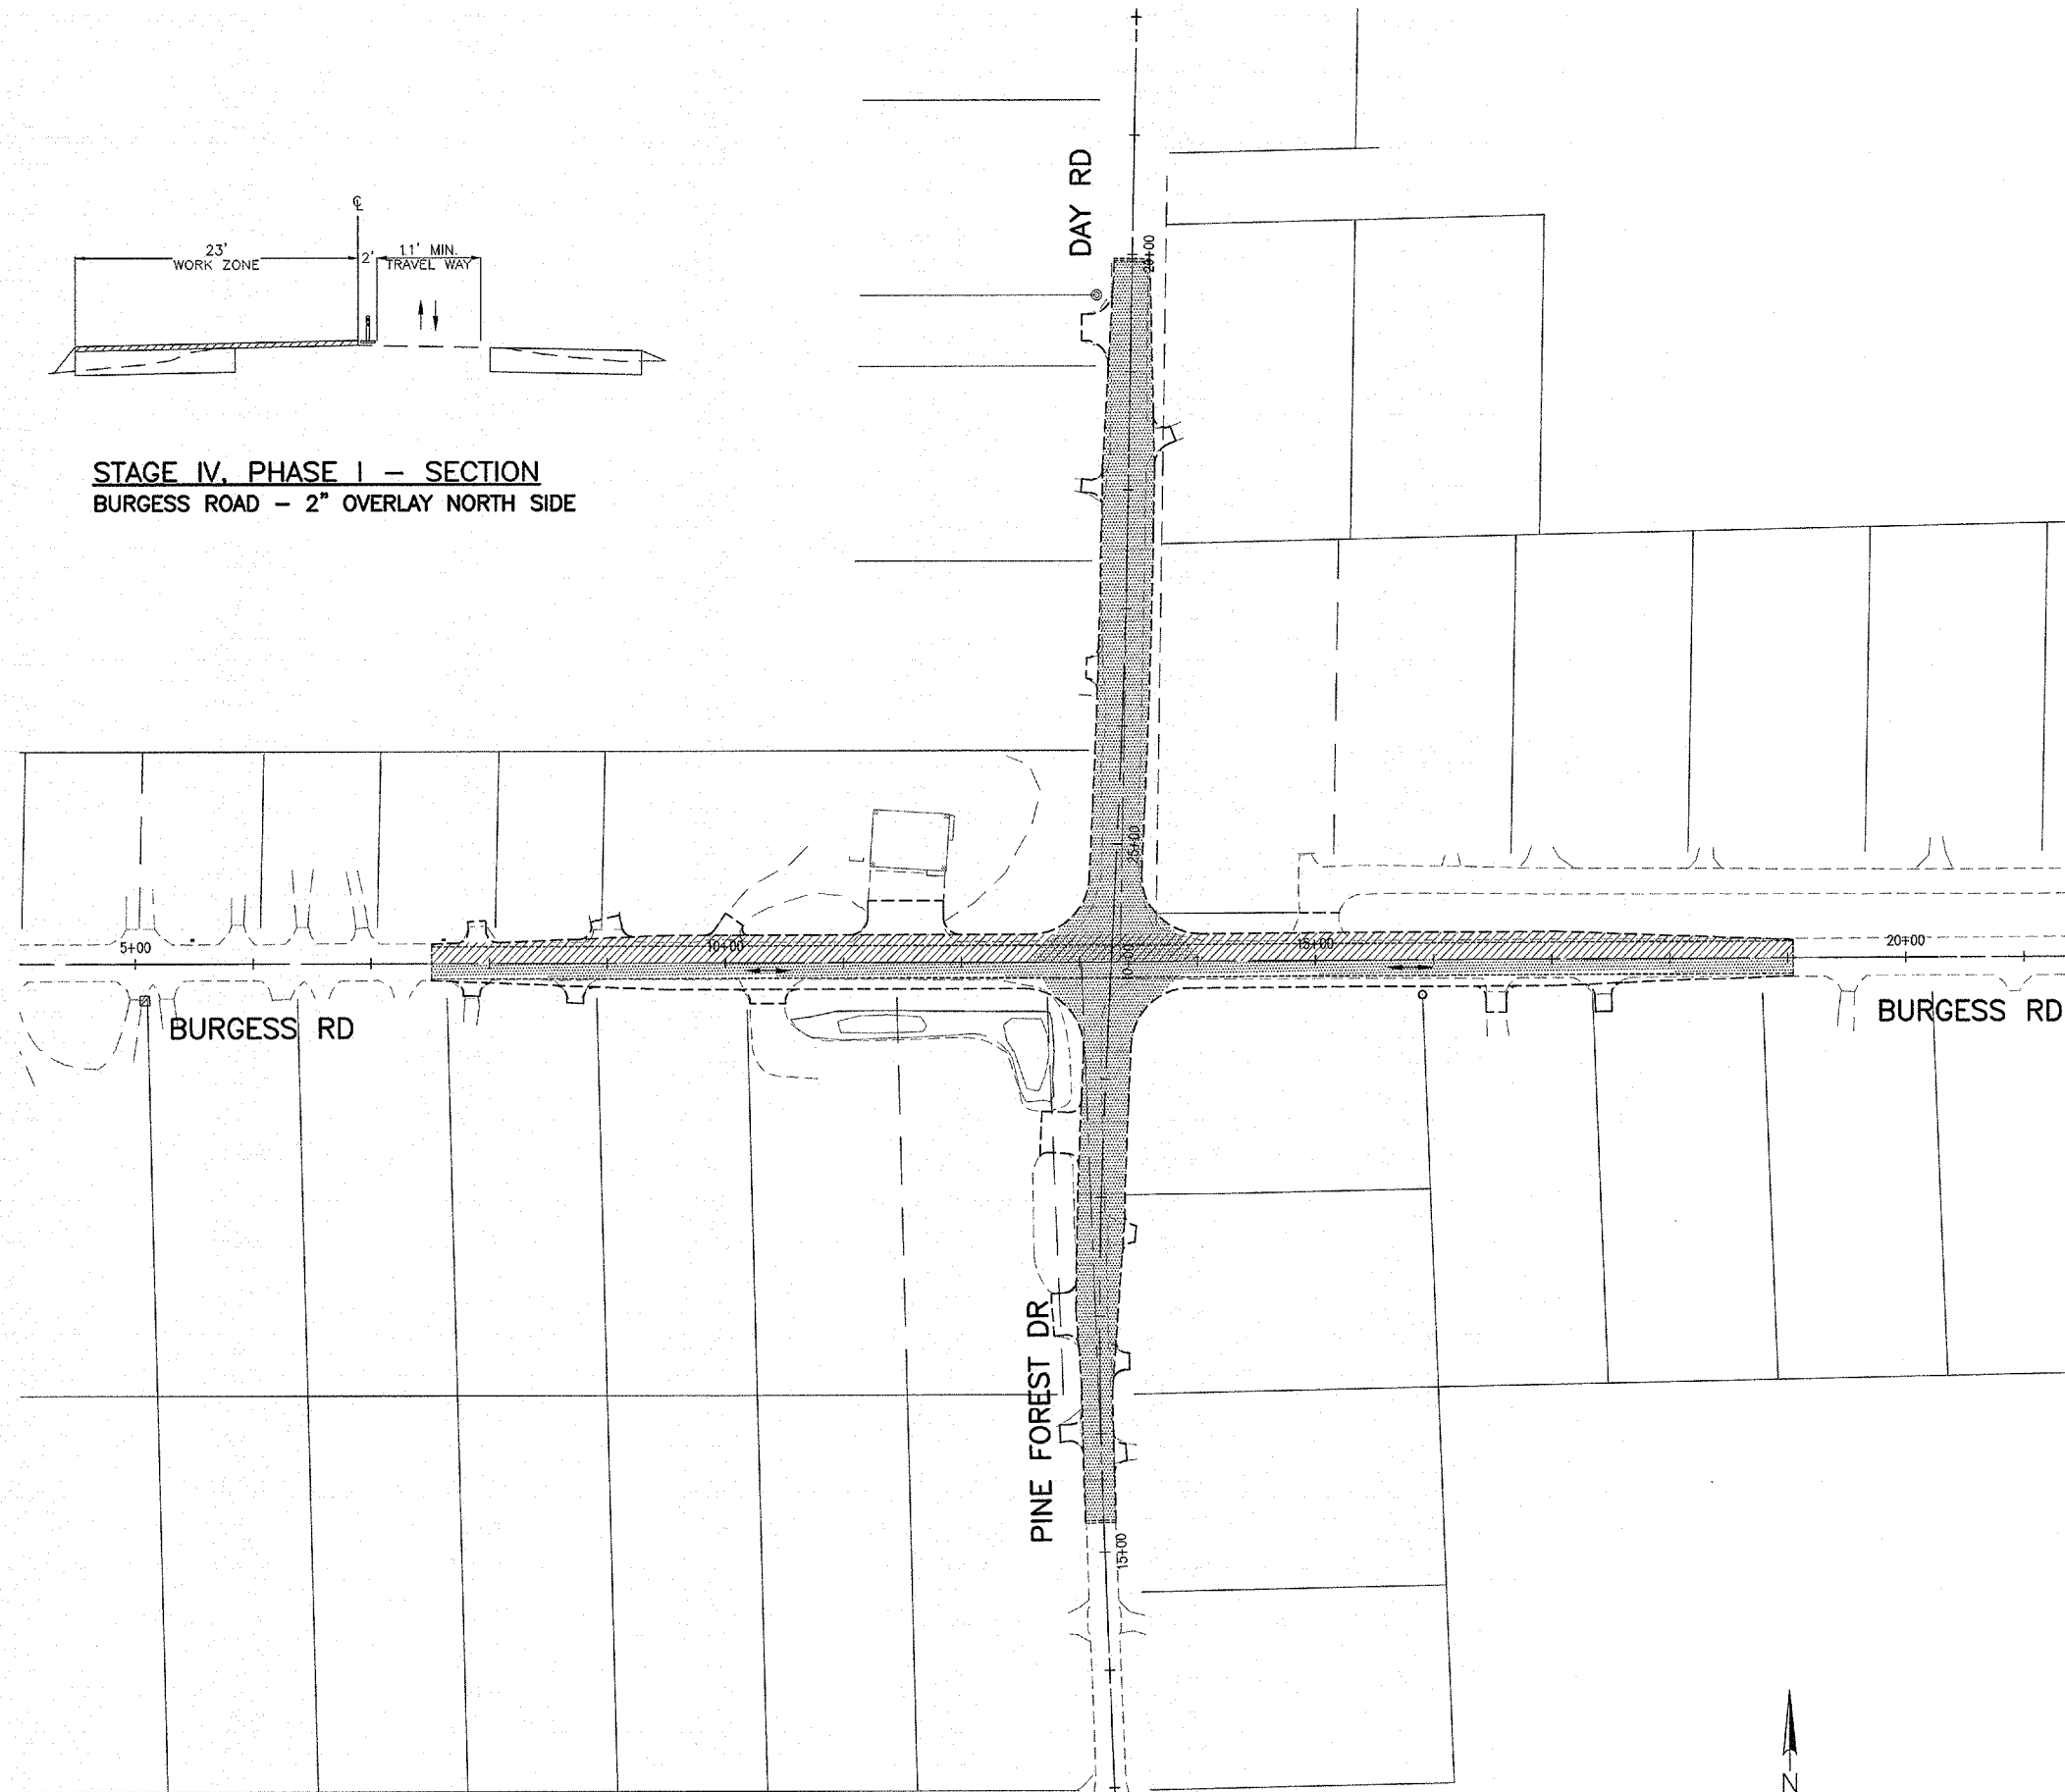 DAY RD
20+00
℄
23'
WORK ZONE
2'
11' MIN.
TRAVEL WAY
STAGE IV, PHASE I – SECTION
BURGESS ROAD – 2" OVERLAY NORTH SIDE
25+00
5+00
10+00
10+00
15+00
20+00
BURGESS RD
BURGESS RD
PINE FOREST DR
15+00
N